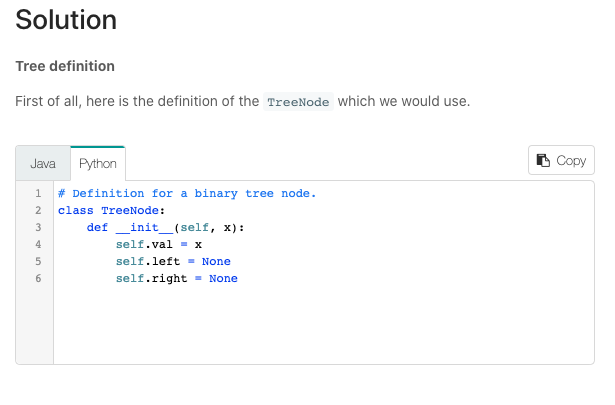 Solution
Tree definition
First of all, here is the definition of the TreeNode which we would use.
Java Python Copy
1 # Definition for a binary tree node.
2 class TreeNode:
3     def __init__(self, x):
4         self.val = x
5         self.left = None
6         self.right = None